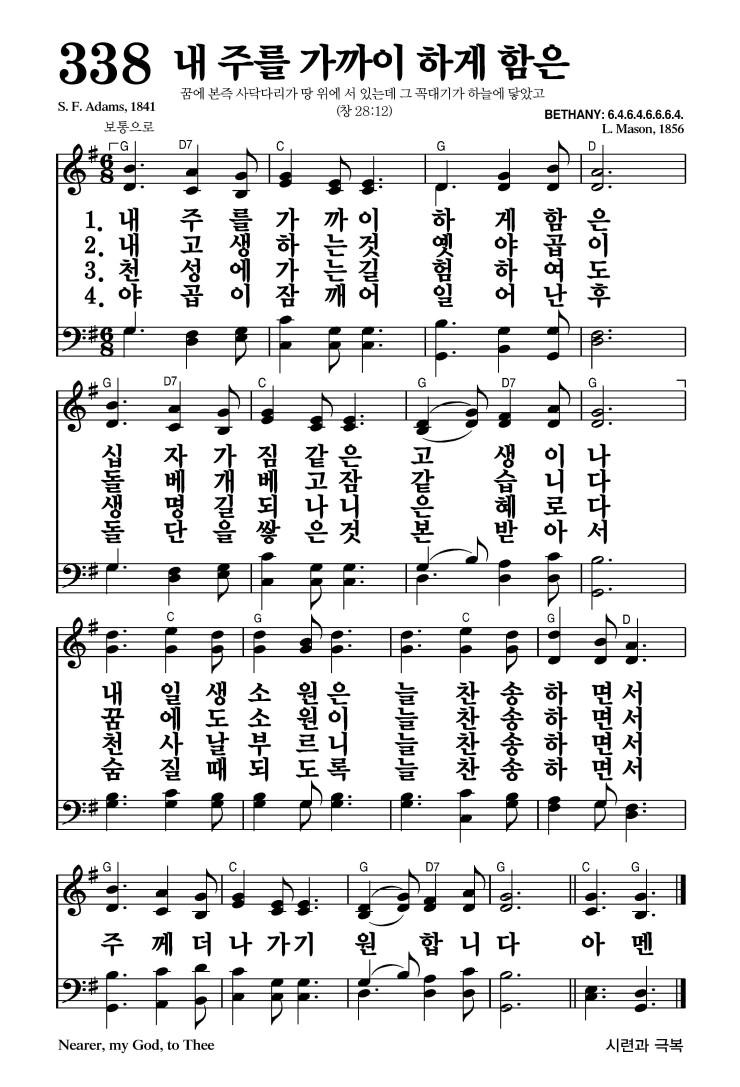 338 내 주를 가까이 하게 함은
꿈에 본즉 사닥다리가 땅 위에 서 있는데 그 꼭대기가 하늘에 닿았고
S. F. Adams, 1841
(창 28:12)
BETHANY: 6.4.6.4.6.6.6.4.
보통으로
L. Mason, 1856
G D7 C G D
6 8
1. 내 주 를 가 까 이 하 게 함 은
2. 내 고 생 하 는 것 옛 야 곱 이
3. 천 성 에 가 는 길 험 하 여 도
4. 야 곱 이 잠 깨 어 일 어 난 후
6 8
G D7 C G D7 G
십 자 가 짐 같 은 고 생 이 나
돌 베 개 베 고 잠 같 습 니 다
생 명 길 되 나 니 은 혜 로 다
돌 단 을 쌓 은 것 본 받 아 서
C G C G D
내 일 생 소 원 은 늘 찬 송 하 면 서
꿈 에 도 소 원 이 늘 찬 송 하 면 서
천 사 날 부 르 니 늘 찬 송 하 면 서
숨 질 때 되 도 록 늘 찬 송 하 면 서
G C G D7 G C G
주 께 더 나 가 기 원 합 니 다 아 멘
Nearer, my God, to Thee
시련과 극복